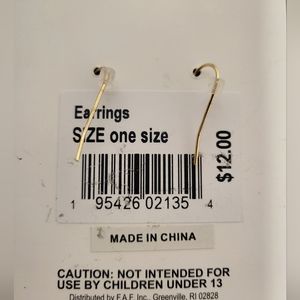 Earrings
SIZE one size
$12.00
1 95426 02135 4
MADE IN CHINA
CAUTION: NOT INTENDED FOR
USE BY CHILDREN UNDER 13
Distributed by F.A.F. Inc., Greenville, RI 02828